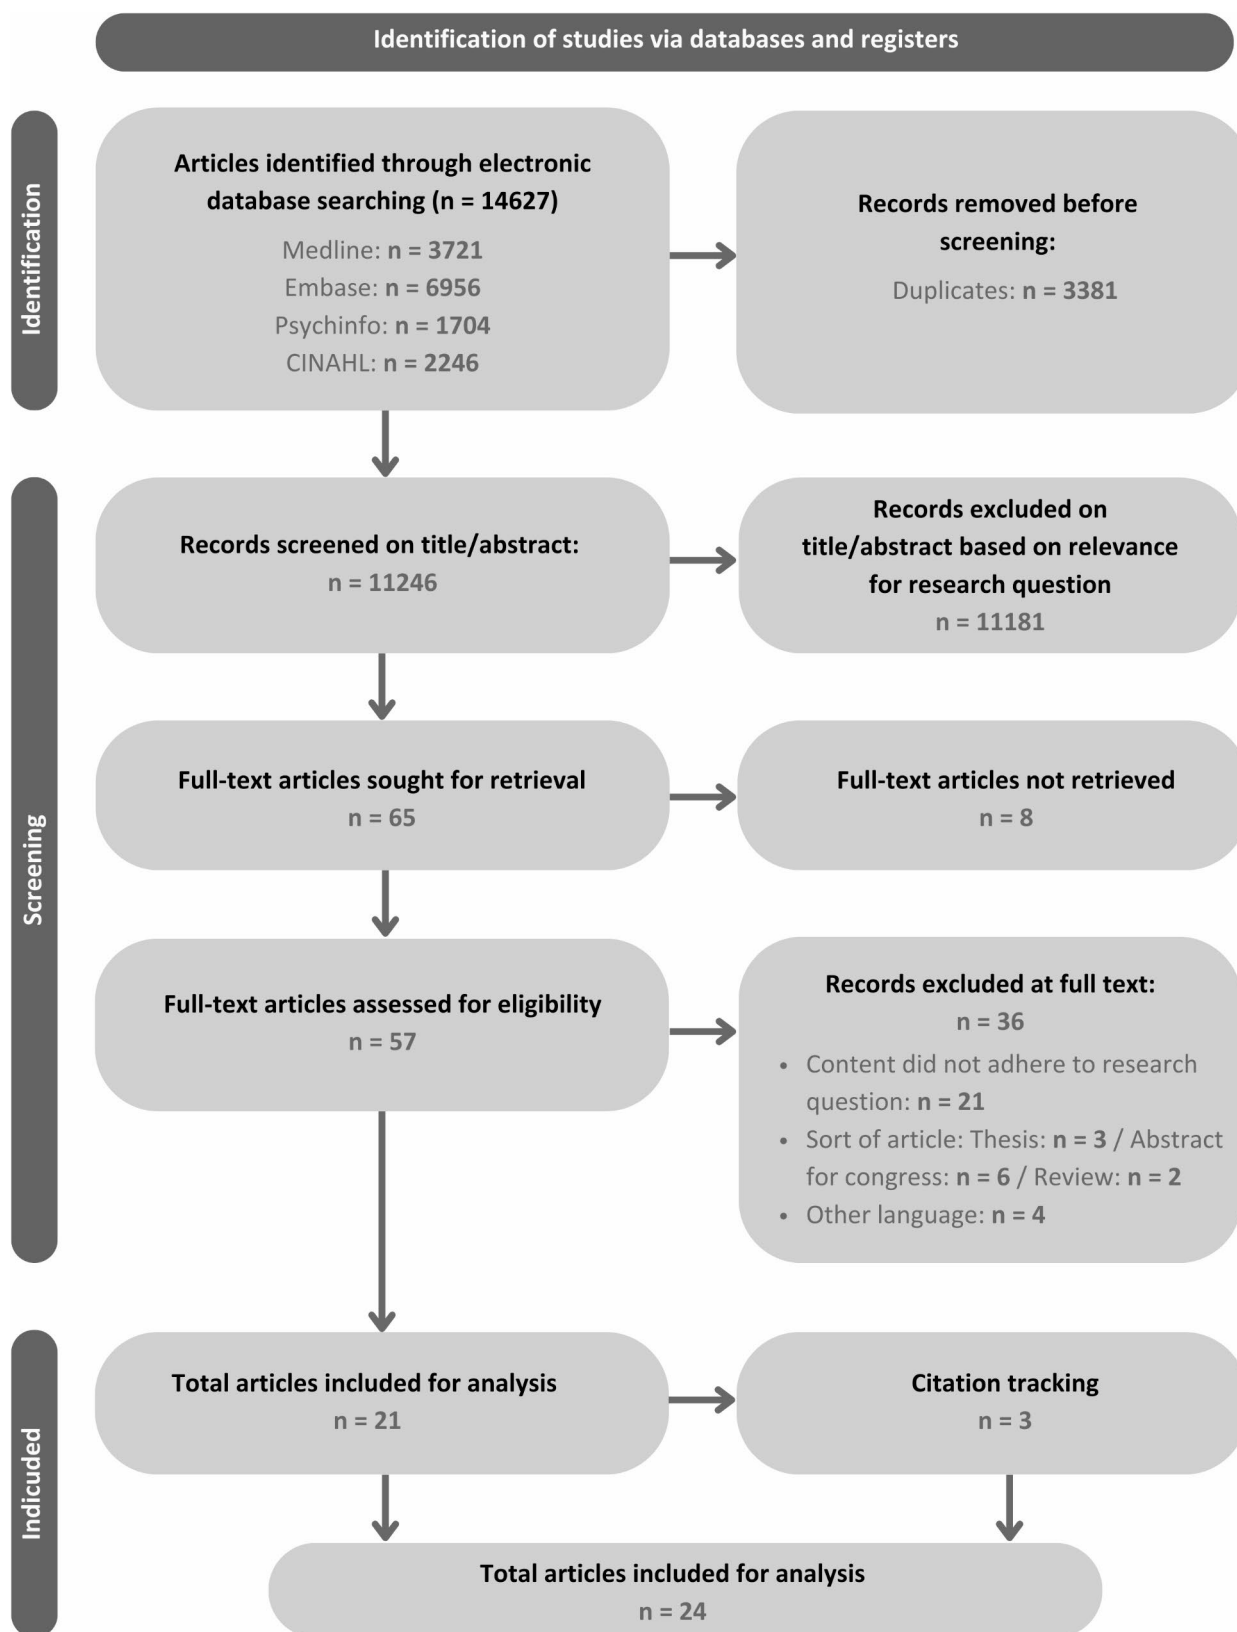 Identification of studies via databases and registers
Identification
Articles identified through electronic
database searching (n = 14627)
Medline: n = 3721
Embase: n = 6956
Psychinfo: n = 1704
CINAHL: n = 2246
Records removed before
screening:
Duplicates: n = 3381
Screening
Records screened on title/abstract:
n = 11246
Records excluded on
title/abstract based on relevance
for research question
n = 11181
Full-text articles sought for retrieval
n = 65
Full-text articles not retrieved
n = 8
Full-text articles assessed for eligibility
n = 57
Records excluded at full text:
n = 36
• Content did not adhere to research
question: n = 21
• Sort of article: Thesis: n = 3 / Abstract
for congress: n = 6 / Review: n = 2
• Other language: n = 4
Indicuded
Total articles included for analysis
n = 21
Citation tracking
n = 3
Total articles included for analysis
n = 24